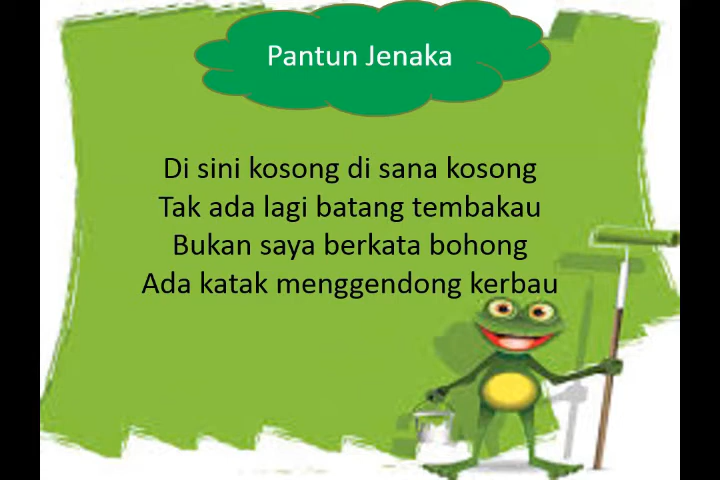 Pantun Jenaka
Di sini kosong di sana kosong
Tak ada lagi batang tembakau
Bukan saya berkata bohong
Ada katak menggendong kerbau